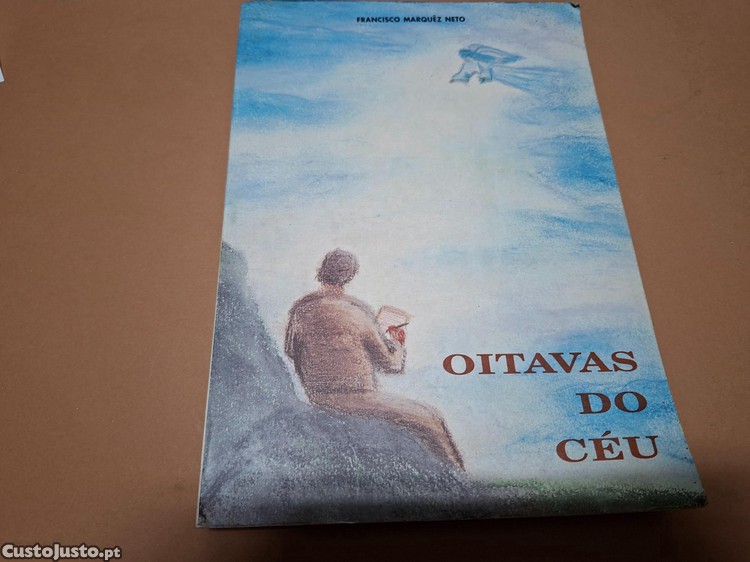 FRANCISCO MARQUÊZ NETO
OITAVAS
DO
CÉU
CustoJusto.pt